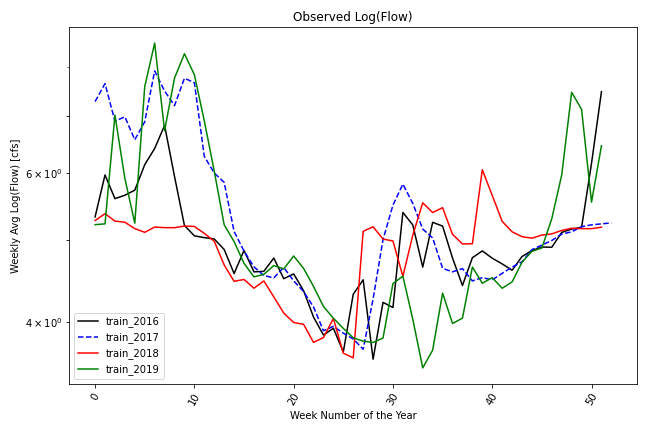 Observed Log(Flow)
Weekly Avg Log(Flow) [cfs]
6 × 10⁰
4 × 10⁰
train_2016
train_2017
train_2018
train_2019
0
10
20
30
40
50
Week Number of the Year